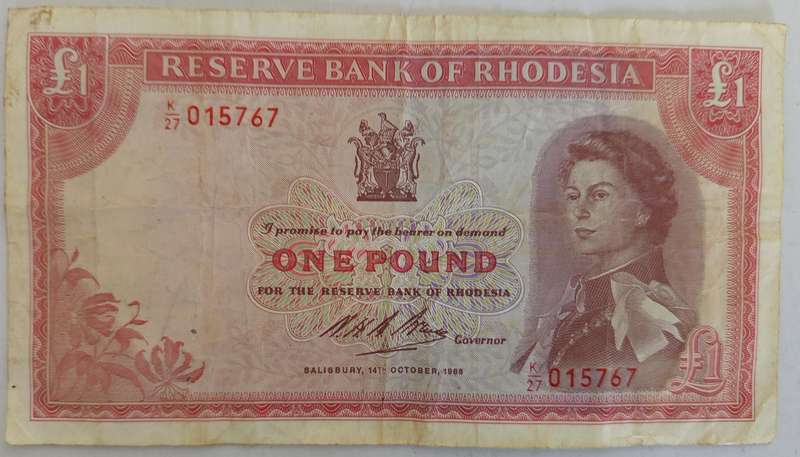 RESERVE BANK OF RHODESIA
£1
£1
K/27 015767
I promise to pay the bearer on demand
ONE POUND
FOR THE RESERVE BANK OF RHODESIA
Governor
SALISBURY, 14TH OCTOBER, 1968
K/27 015767
£1